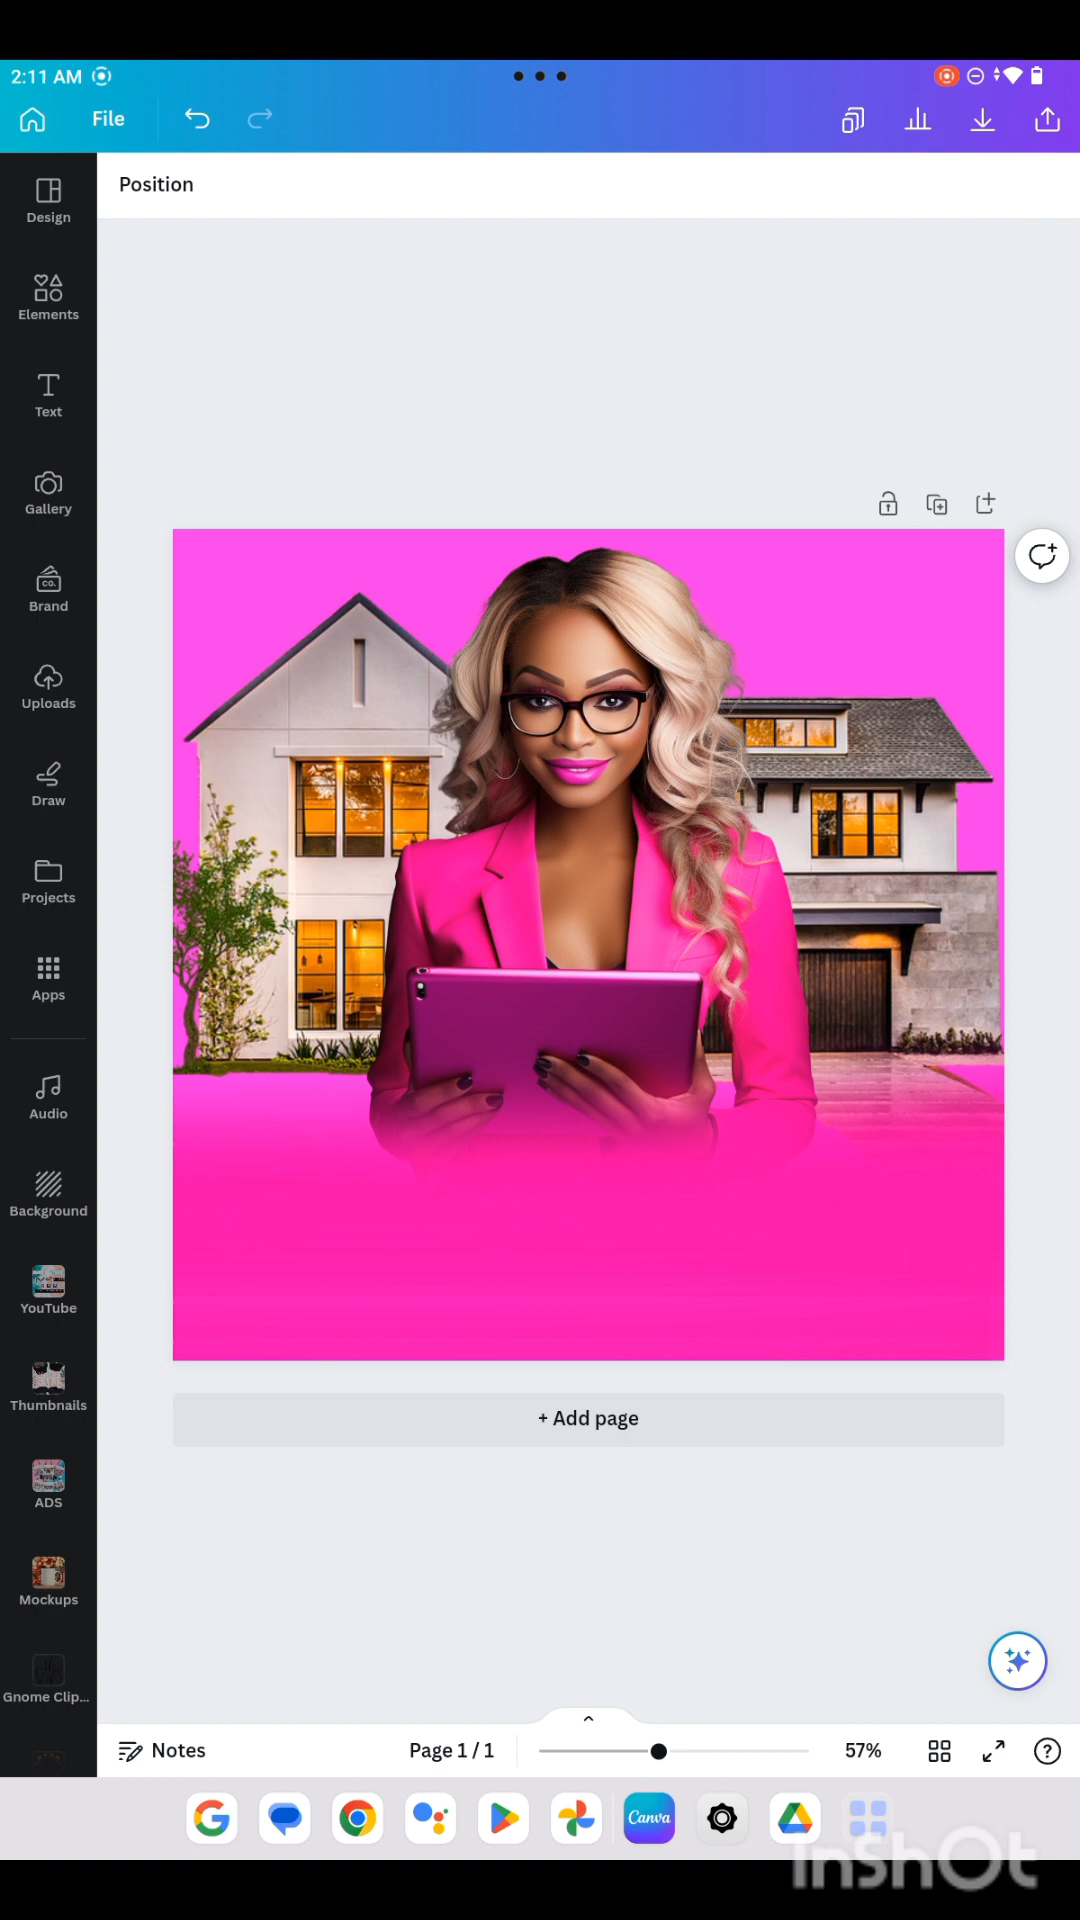 2:11 AM
File
Position
Design
Elements
Text
Gallery
CO.
Brand
Uploads
Draw
Projects
Apps
Audio
Background
YouTube
Thumbnails
ADS
Mockups
Gnome Clip...
+ Add page
Notes
Page 1 / 1
57%
Canva
InShOt